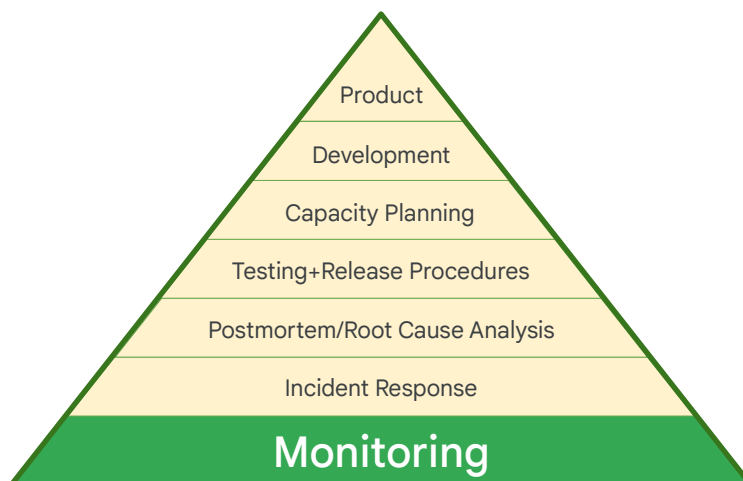 Product
Development
Capacity Planning
Testing+Release Procedures
Postmortem/Root Cause Analysis
Incident Response
Monitoring